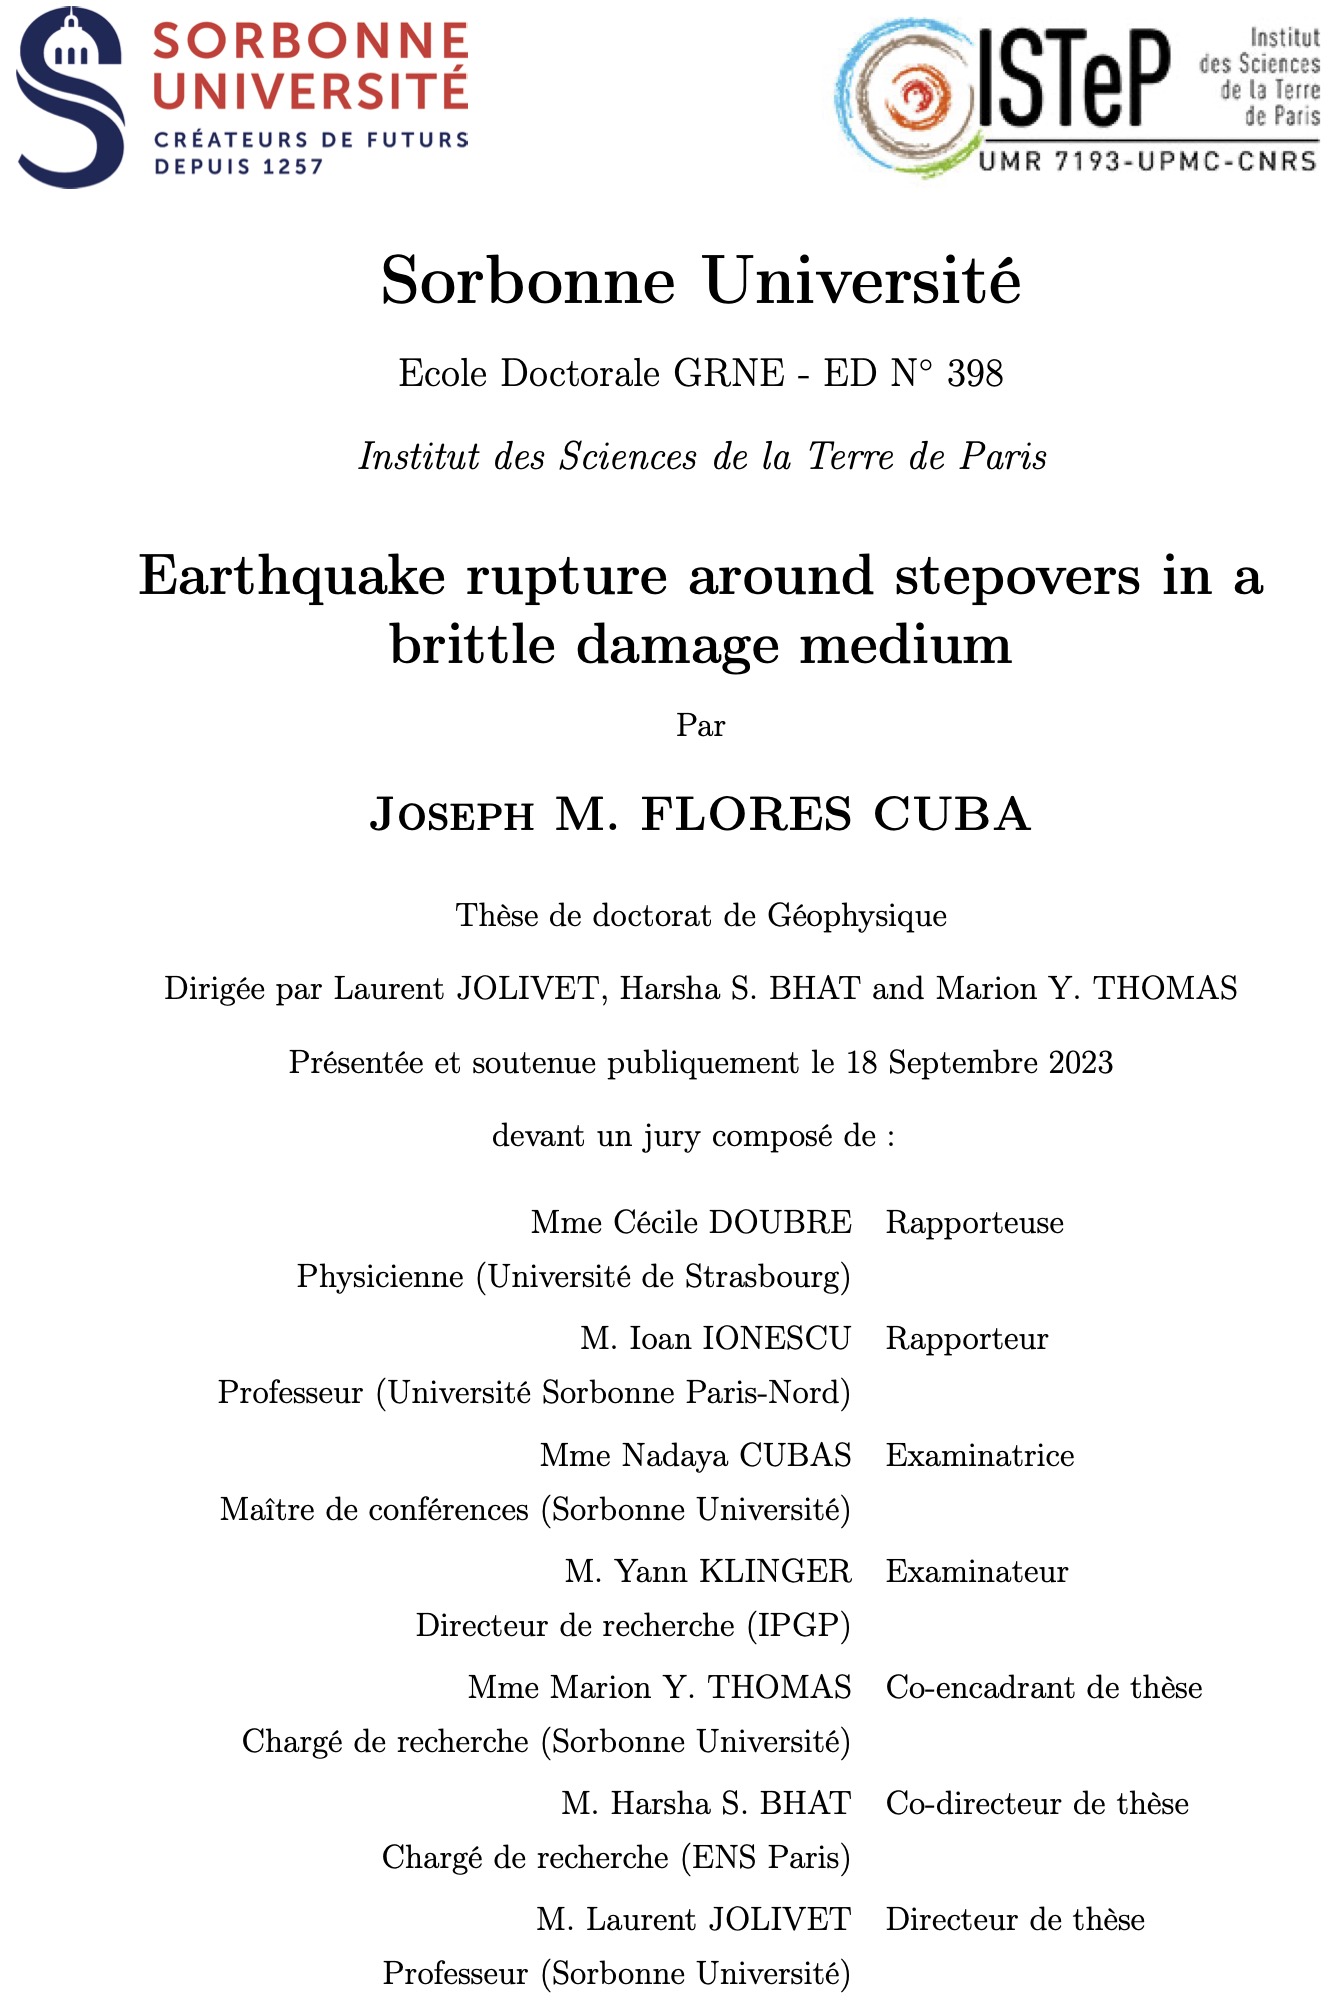 SORBONNE
UNIVERSITÉ
CRÉATEURS DE FUTURS
DEPUIS 1257
ISTeP
Institut
des Sciences
de la Terre
de Paris
UMR 7193-UPMC-CNRS
Sorbonne Université
Ecole Doctorale GRNE - ED N° 398
Institut des Sciences de la Terre de Paris
Earthquake rupture around stepovers in a
brittle damage medium
Par
Joseph M. FLORES CUBA
Thèse de doctorat de Géophysique
Dirigée par Laurent JOLIVET, Harsha S. BHAT and Marion Y. THOMAS
Présentée et soutenue publiquement le 18 Septembre 2023
devant un jury composé de :
Mme Cécile DOUBRE Rapporteuse
Physicienne (Université de Strasbourg)
M. Ioan IONESCU Rapporteur
Professeur (Université Sorbonne Paris-Nord)
Mme Nadaya CUBAS Examinatrice
Maître de conférences (Sorbonne Université)
M. Yann KLINGER Examinateur
Directeur de recherche (IPGP)
Mme Marion Y. THOMAS Co-encadrant de thèse
Chargé de recherche (Sorbonne Université)
M. Harsha S. BHAT Co-directeur de thèse
Chargé de recherche (ENS Paris)
M. Laurent JOLIVET Directeur de thèse
Professeur (Sorbonne Université)